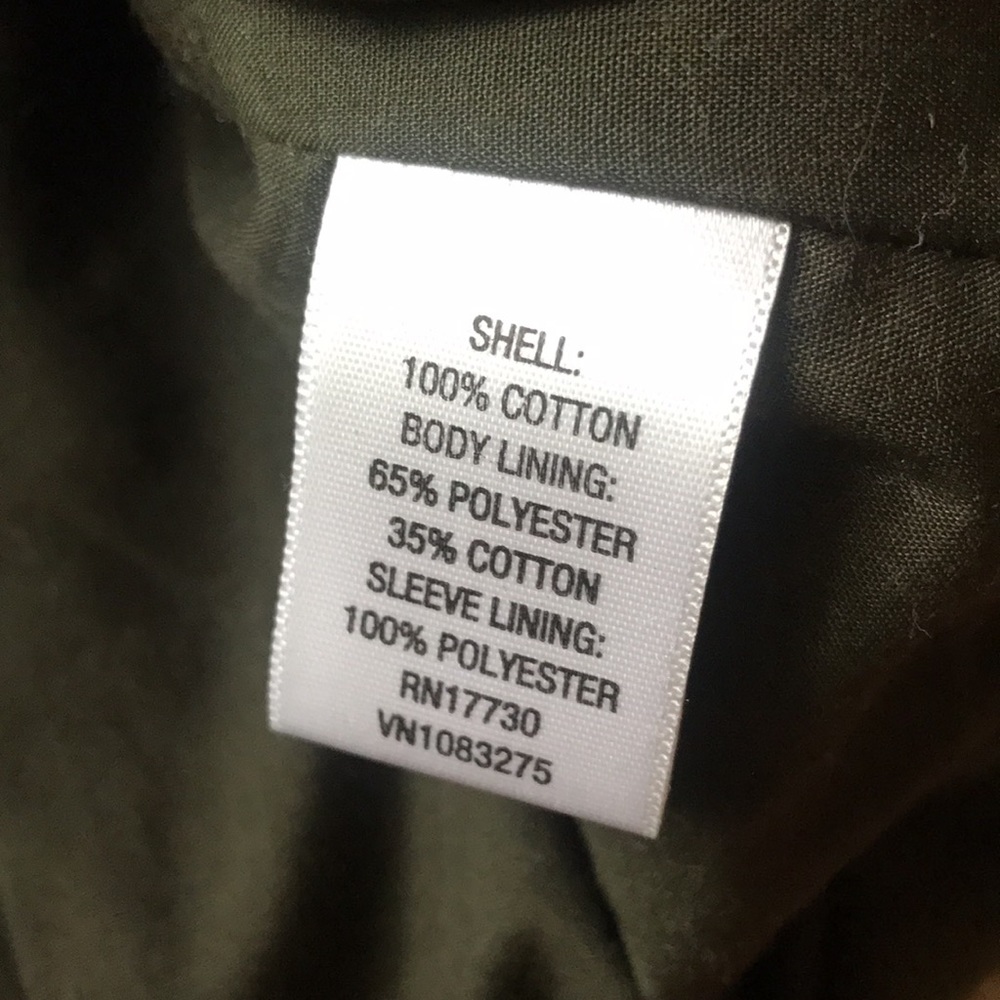 SHELL:
100% COTTON
BODY LINING:
65% POLYESTER
35% COTTON
SLEEVE LINING:
100% POLYESTER
RN17730
VN1083275